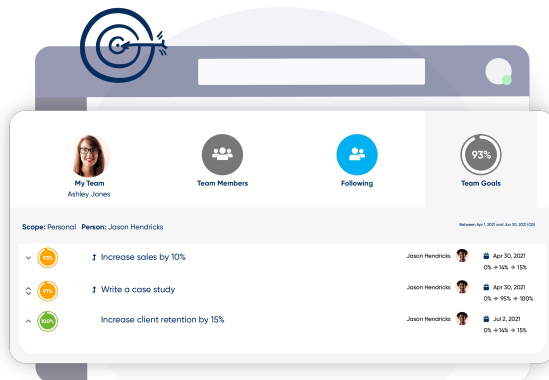 93%
My Team
Ashley Jones
Team Members
Following
Team Goals
Scope: Personal Person: Jason Hendricks
Between Apr 1, 2021 and Jun 30, 2021 (Q2)
93%
Increase sales by 10%
Jason Hendricks
Apr 30, 2021
0% → 14% → 15%
97%
Write a case study
Jason Hendricks
Apr 30, 2021
0% → 95% → 100%
100%
Increase client retention by 15%
Jason Hendricks
Jul 2, 2021
0% → 14% → 15%